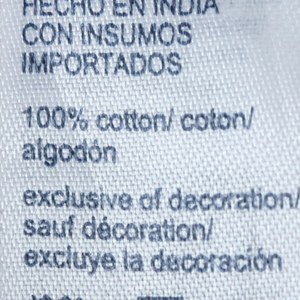 HECHO EN INDIA
CON INSUMOS
IMPORTADOS
100% cotton/ coton/
algodón
exclusive of decoration/
sauf décoration/
excluye la decoración